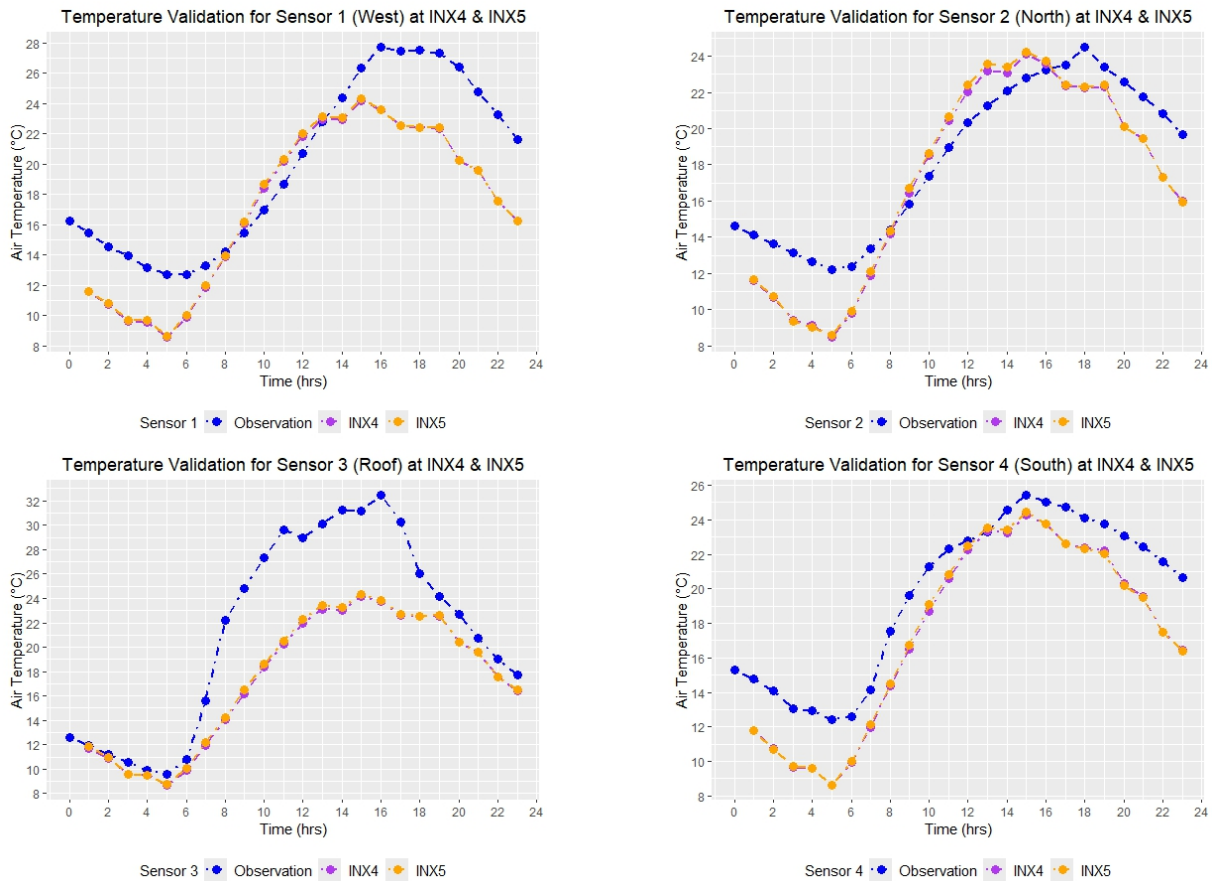 Temperature Validation for Sensor 1 (West) at INX4 & INX5
Air Temperature (°C)
28
26
24
22
20
18
16
14
12
10
8
0 2 4 6 8 10 12 14 16 18 20 22 24
Time (hrs)
Sensor 1 Observation INX4 INX5
Temperature Validation for Sensor 2 (North) at INX4 & INX5
Air Temperature (°C)
24
22
20
18
16
14
12
10
8
0 2 4 6 8 10 12 14 16 18 20 22 24
Time (hrs)
Sensor 2 Observation INX4 INX5
Temperature Validation for Sensor 3 (Roof) at INX4 & INX5
Air Temperature (°C)
32
30
28
26
24
22
20
18
16
14
12
10
8
0 2 4 6 8 10 12 14 16 18 20 22 24
Time (hrs)
Sensor 3 Observation INX4 INX5
Temperature Validation for Sensor 4 (South) at INX4 & INX5
Air Temperature (°C)
26
24
22
20
18
16
14
12
10
8
0 2 4 6 8 10 12 14 16 18 20 22 24
Time (hrs)
Sensor 4 Observation INX4 INX5